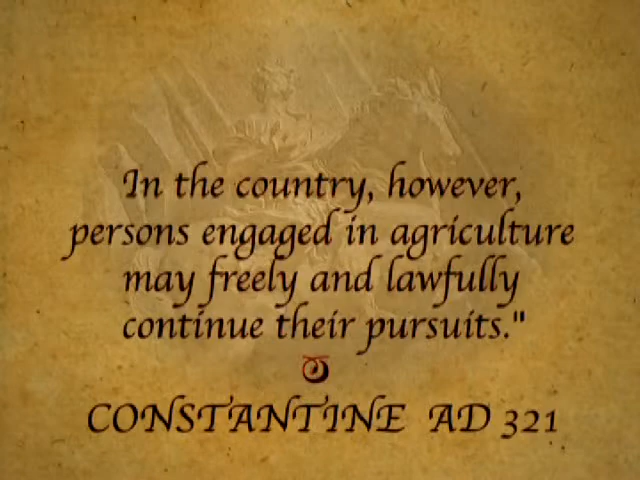 In the country, however,
persons engaged in agriculture
may freely and lawfully
continue their pursuits."
CONSTANTINE AD 321